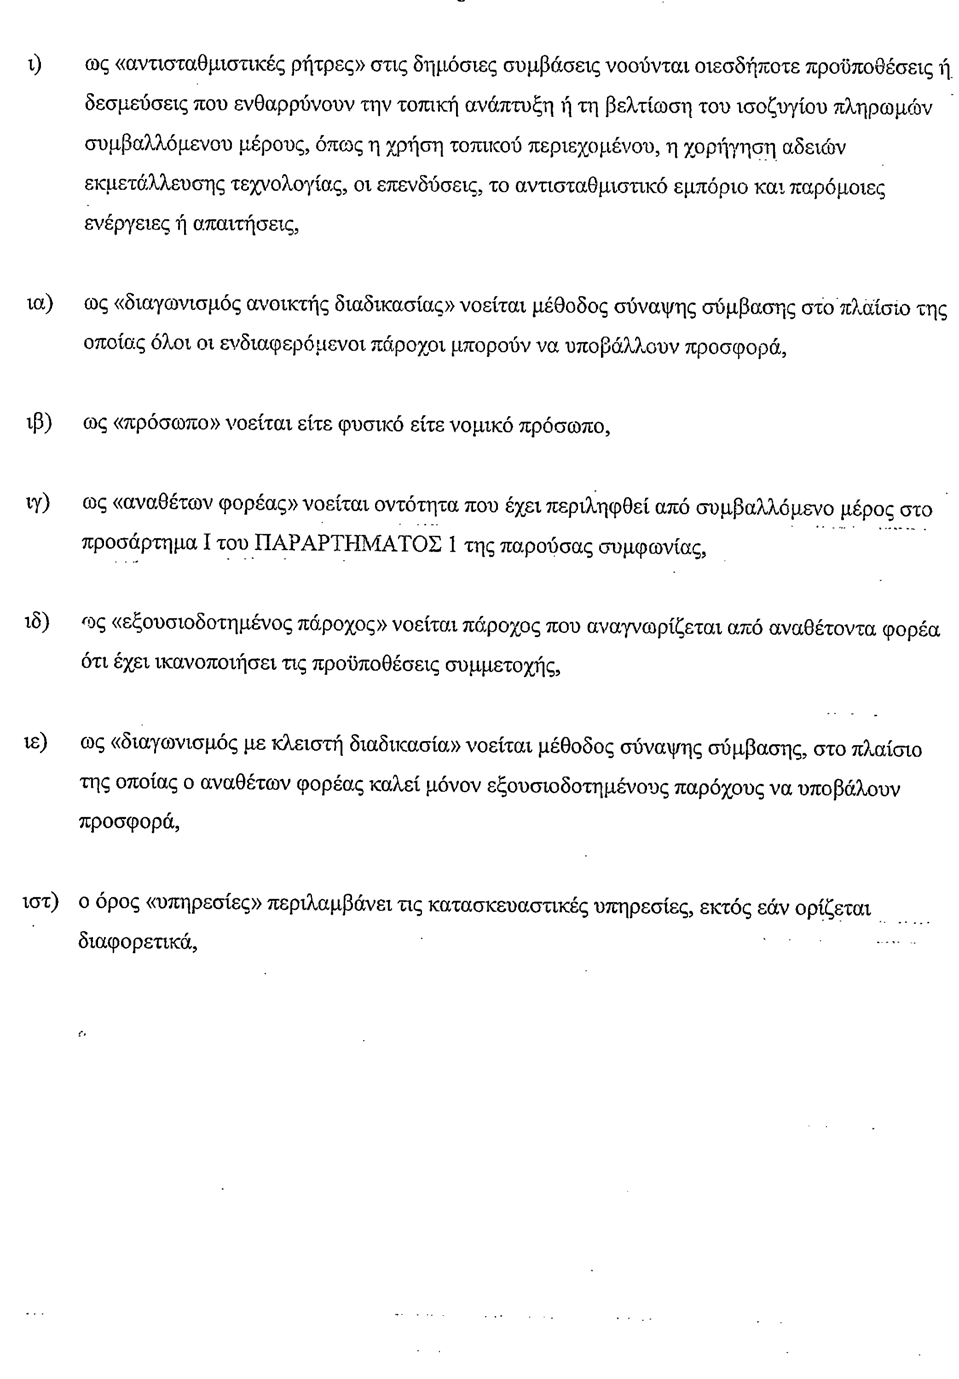 ι) ως «αντισταθμιστικές ρήτρες» στις δημόσιες συμβάσεις νοούνται οιεσδήποτε προϋποθέσεις ή
δεσμεύσεις που ενθαρρύνουν την τοπική ανάπτυξη ή τη βελτίωση του ισοζυγίου πληρωμών
συμβαλλόμενου μέρους, όπως η χρήση τοπικού περιεχομένου, η χορήγηση αδειών
εκμετάλλευσης τεχνολογίας, οι επενδύσεις, το αντισταθμιστικό εμπόριο και παρόμοιες
ενέργειες ή απαιτήσεις,
ια) ως «διαγωνισμός ανοικτής διαδικασίας» νοείται μέθοδος σύναψης σύμβασης στο πλαίσιο της
οποίας όλοι οι ενδιαφερόμενοι πάροχοι μπορούν να υποβάλλουν προσφορά,
ιβ) ως «πρόσωπο» νοείται είτε φυσικό είτε νομικό πρόσωπο,
ιγ) ως «αναθέτων φορέας» νοείται οντότητα που έχει περιληφθεί από συμβαλλόμενο μέρος στο
προσάρτημα Ι του ΠΑΡΑΡΤΗΜΑΤΟΣ 1 της παρούσας συμφωνίας,
ιδ) ως «εξουσιοδοτημένος πάροχος» νοείται πάροχος που αναγνωρίζεται από αναθέτοντα φορέα
ότι έχει ικανοποιήσει τις προϋποθέσεις συμμετοχής,
ιε) ως «διαγωνισμός με κλειστή διαδικασία» νοείται μέθοδος σύναψης σύμβασης, στο πλαίσιο
της οποίας ο αναθέτων φορέας καλεί μόνον εξουσιοδοτημένους παρόχους να υποβάλουν
προσφορά,
ιστ) ο όρος «υπηρεσίες» περιλαμβάνει τις κατασκευαστικές υπηρεσίες, εκτός εάν ορίζεται
διαφορετικά,